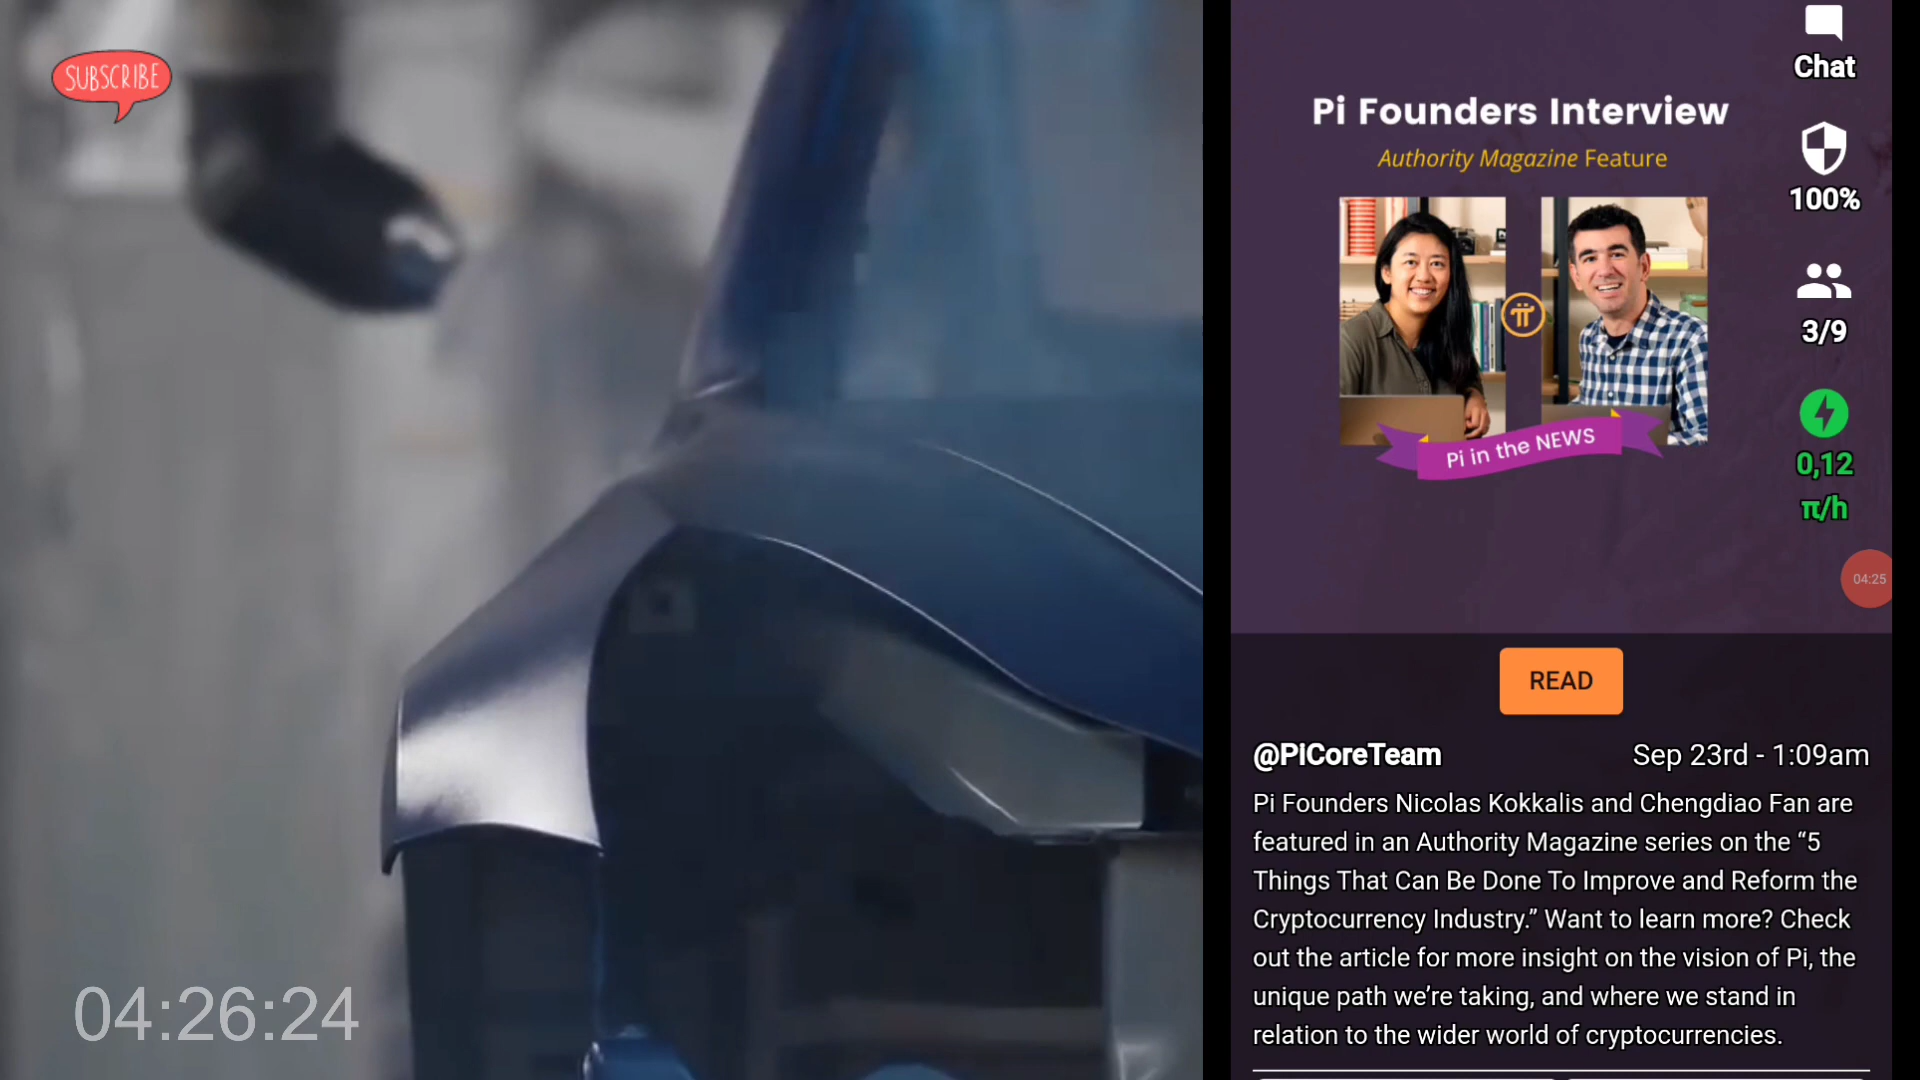 SUBSCRIBE
04:26:24
Chat
Pi Founders Interview
Authority Magazine Feature
100%
3/9
Pi in the NEWS
0,12
π/h
04:25
READ
@PiCoreTeam Sep 23rd - 1:09am
Pi Founders Nicolas Kokkalis and Chengdiao Fan are
featured in an Authority Magazine series on the “5
Things That Can Be Done To Improve and Reform the
Cryptocurrency Industry.” Want to learn more? Check
out the article for more insight on the vision of Pi, the
unique path we’re taking, and where we stand in
relation to the wider world of cryptocurrencies.